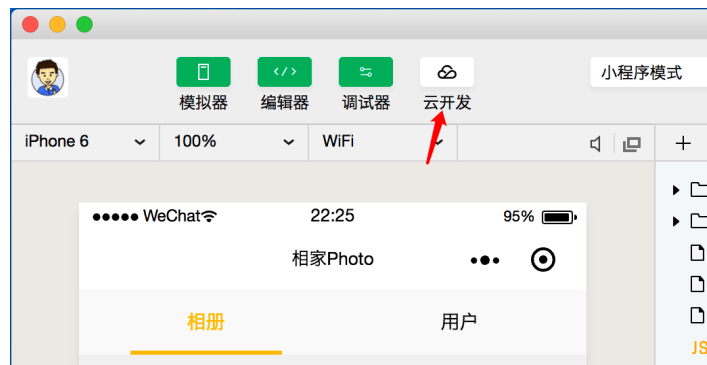 小程序模式
模拟器 编辑器 调试器 云开发
iPhone 6 100% WiFi
WeChat 22:25 95%
相家Photo
相册 用户
JS